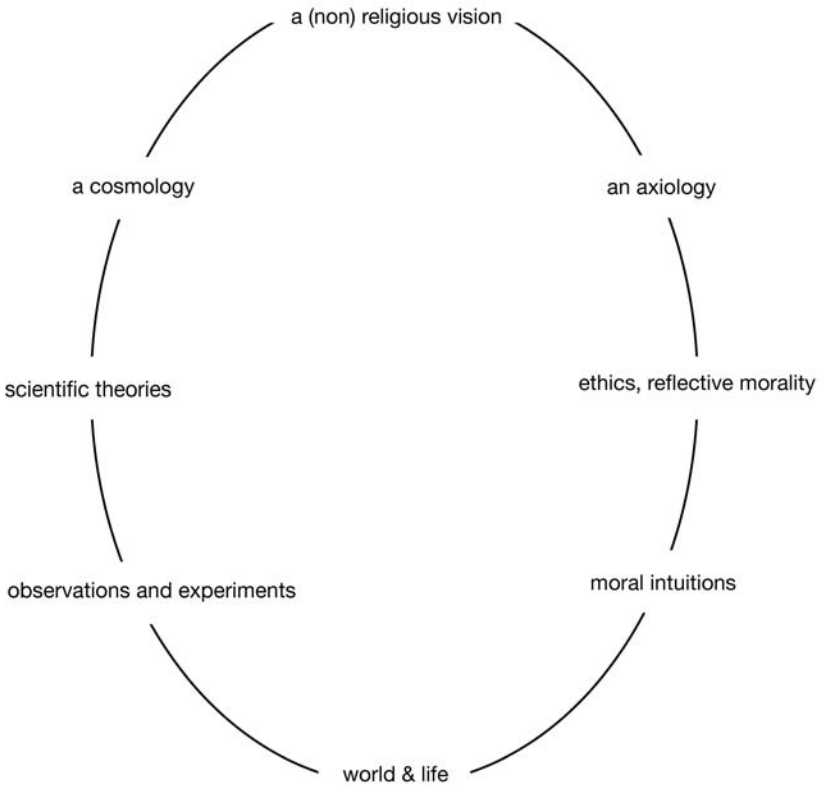 a (non) religious vision
a cosmology
an axiology
scientific theories
ethics, reflective morality
observations and experiments
moral intuitions
world & life